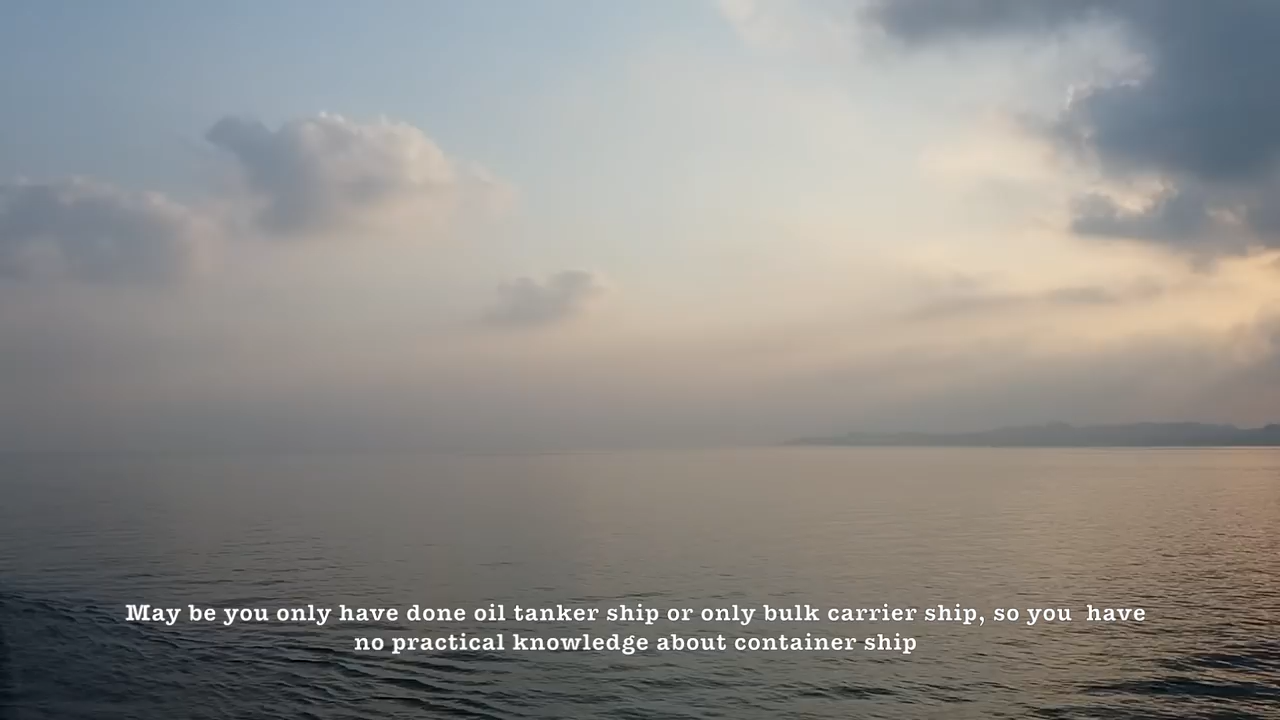 May be you only have done oil tanker ship or only bulk carrier ship, so you  have
no practical knowledge about container ship